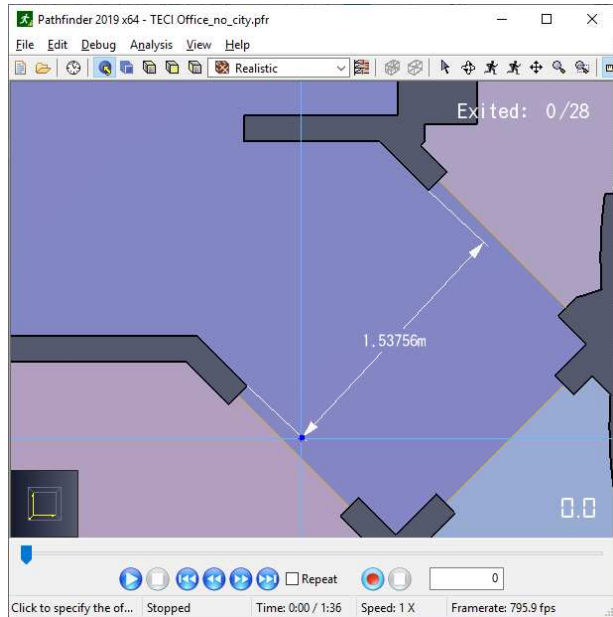 Pathfinder 2019 x64 - TECI Office_no_city.pfr
File Edit Debug Analysis View Help
Realistic
Exited: 0/28
1.53756m
0.0
Repeat
0
Click to specify the of... Stopped Time: 0:00 / 1:36 Speed: 1 X Framerate: 795.9 fps